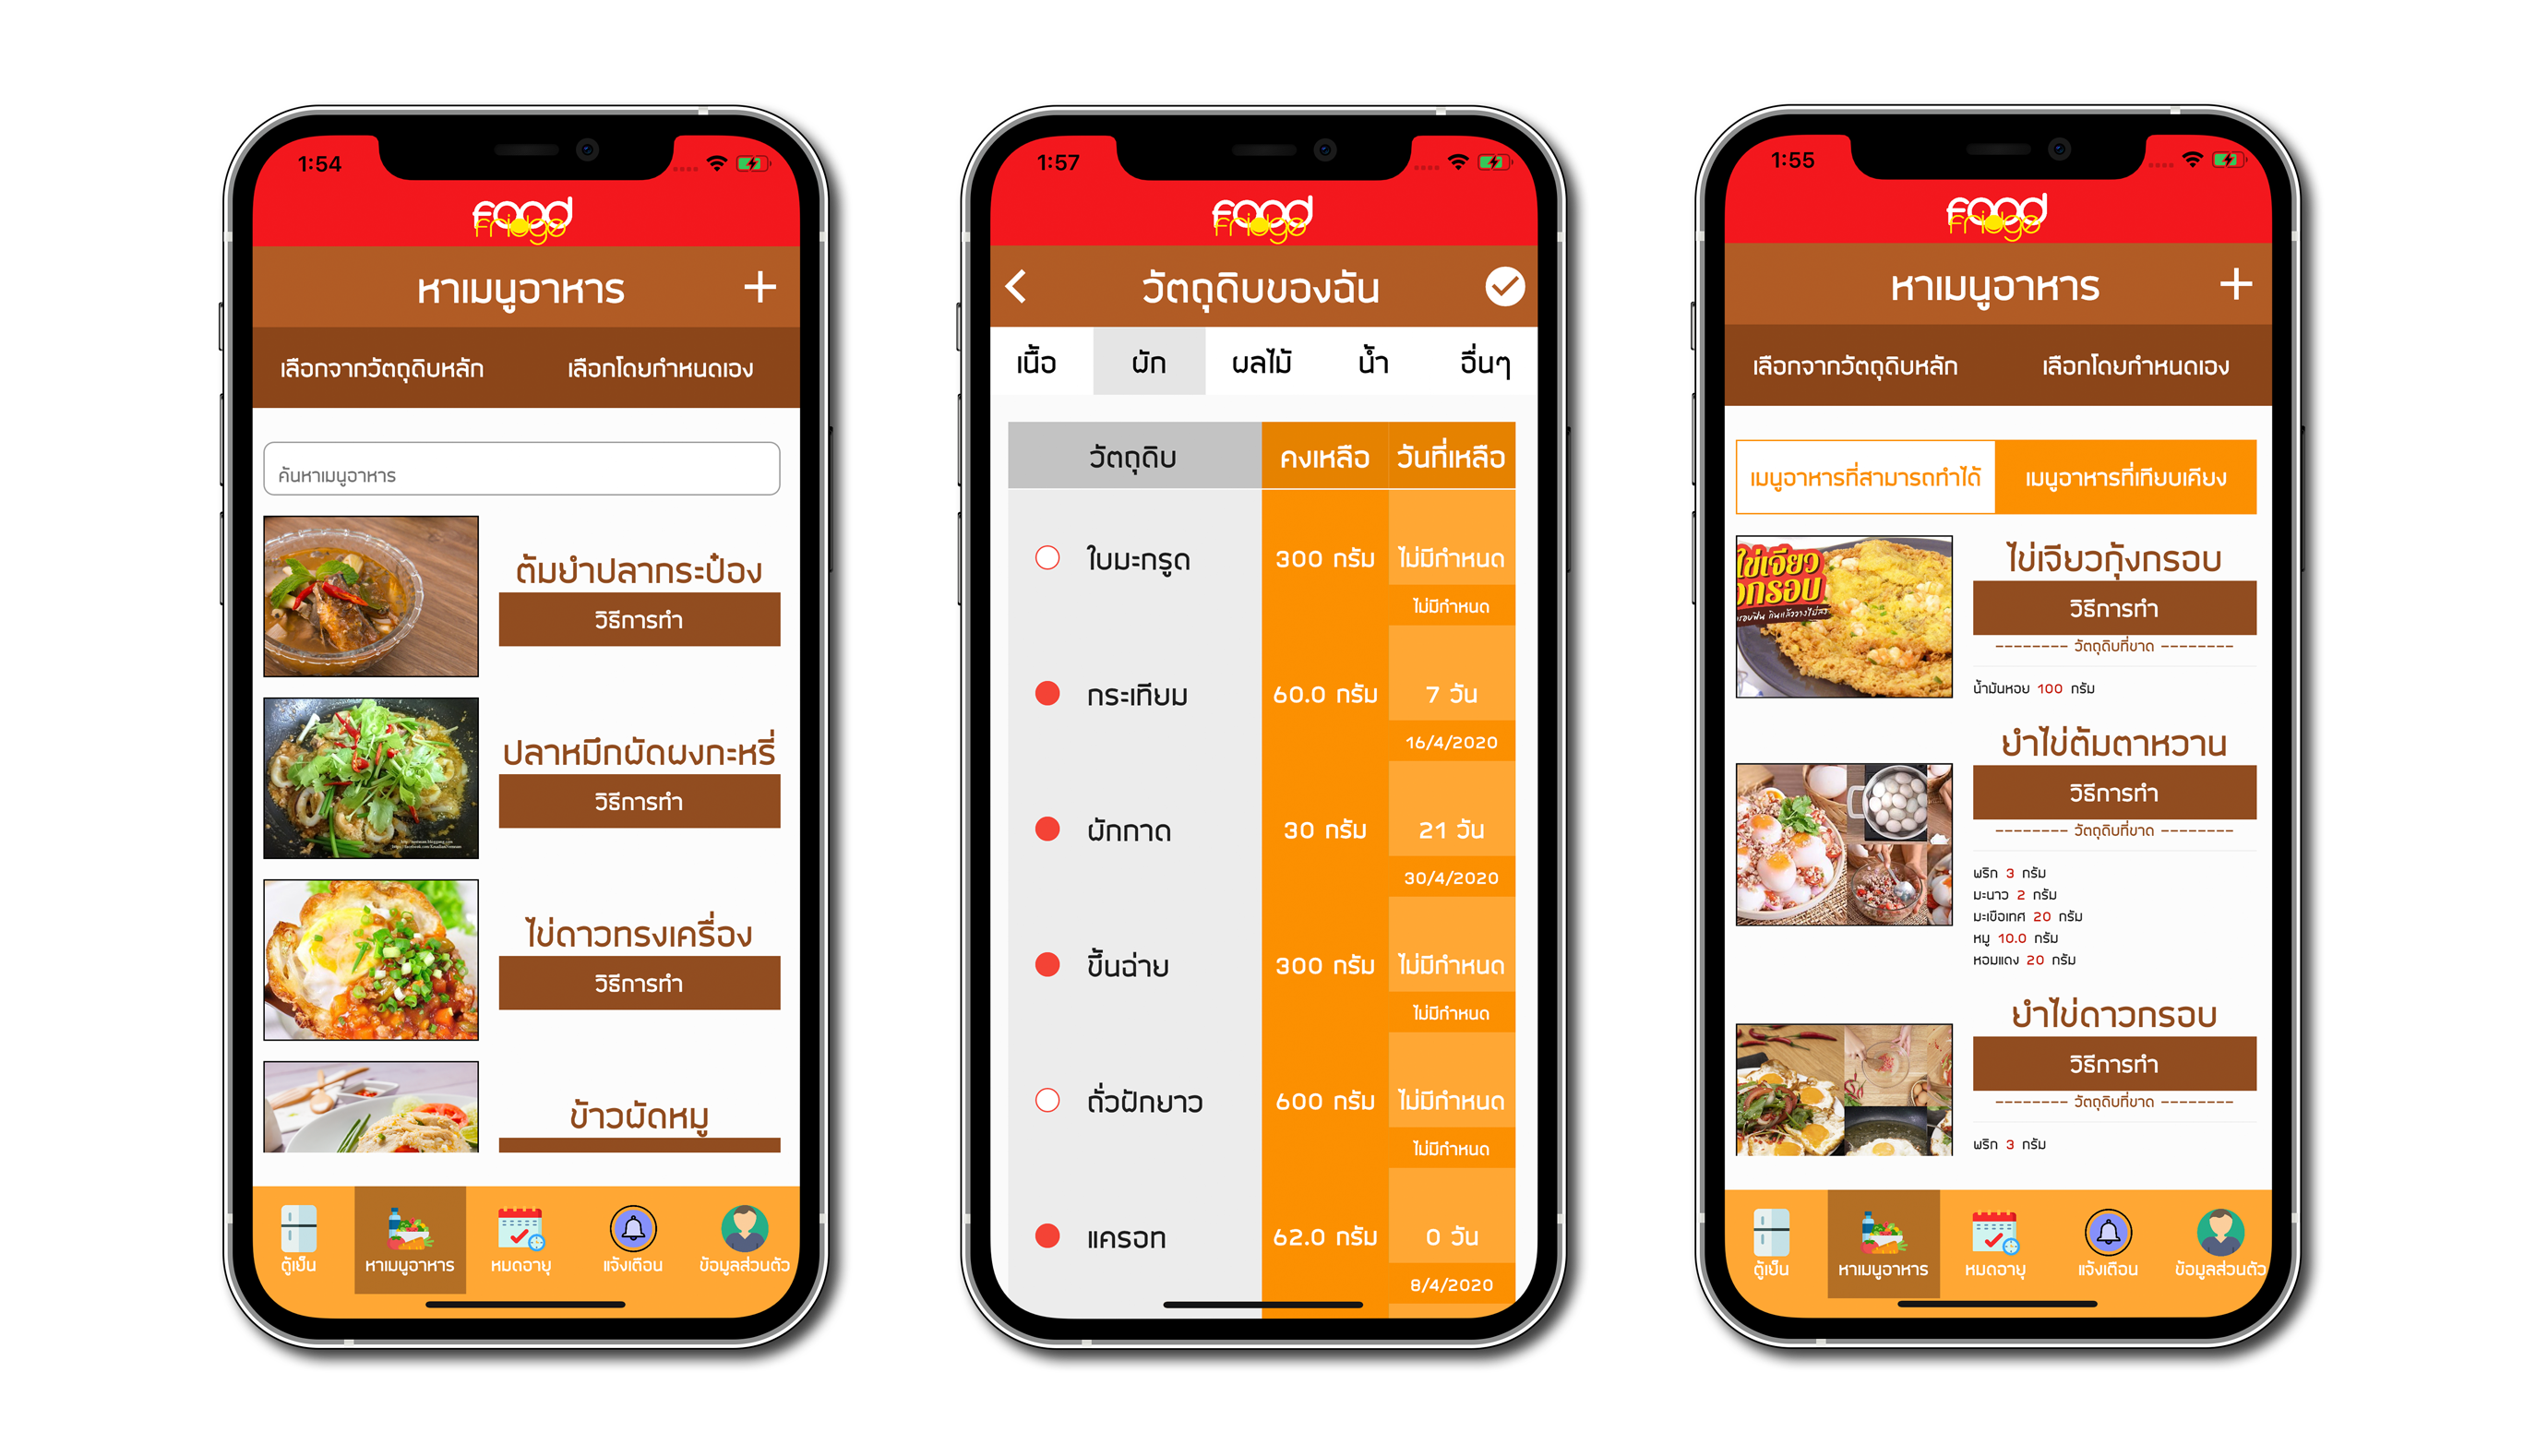 1:54
food
Fridge
หาเมนูอาหาร
เลือกจากวัตถุดิบหลัก
เลือกโดยกำหนดเอง
ค้นหาเมนูอาหาร
ต้มยำปลากระป๋อง
วิธีการทำ
ปลาหมึกผัดผงกะหรี่
วิธีการทำ
ไข่ดาวทรงเครื่อง
วิธีการทำ
ข้าวผัดหมู
ตู้เย็น
หาเมนูอาหาร
หมดอายุ
แจ้งเตือน
ข้อมูลส่วนตัว
1:57
food
Fridge
วัตถุดิบของฉัน
เนื้อ ผัก ผลไม้ น้ำ อื่นๆ
วัตถุดิบ คงเหลือ วันที่เหลือ
ใบมะกรูด 300 กรัม ไม่มีกำหนด
ไม่มีกำหนด
กระเทียม 60.0 กรัม 7 วัน
16/4/2020
ผักกาด 30 กรัม 21 วัน
30/4/2020
ขึ้นฉ่าย 300 กรัม ไม่มีกำหนด
ไม่มีกำหนด
ถั่วฝักยาว 600 กรัม ไม่มีกำหนด
ไม่มีกำหนด
แครอท 62.0 กรัม 0 วัน
8/4/2020
1:55
food
Fridge
หาเมนูอาหาร
เลือกจากวัตถุดิบหลัก
เลือกโดยกำหนดเอง
เมนูอาหารที่สามารถทำได้
เมนูอาหารที่เทียบเคียง
ไข่เจียว
กรอบ
ไข่เจียวกุ้งกรอบ
วิธีการทำ
-------- วัตถุดิบที่ขาด --------
น้ำมันหอย 100 กรัม
ยำไข่ต้มตาหวาน
วิธีการทำ
-------- วัตถุดิบที่ขาด --------
พริก 3 กรัม
มะนาว 2 กรัม
มะเขือเทศ 20 กรัม
หมู 10.0 กรัม
หอมแดง 20 กรัม
ยำไข่ดาวกรอบ
วิธีการทำ
-------- วัตถุดิบที่ขาด --------
พริก 3 กรัม
ตู้เย็น
หาเมนูอาหาร
หมดอายุ
แจ้งเตือน
ข้อมูลส่วนตัว